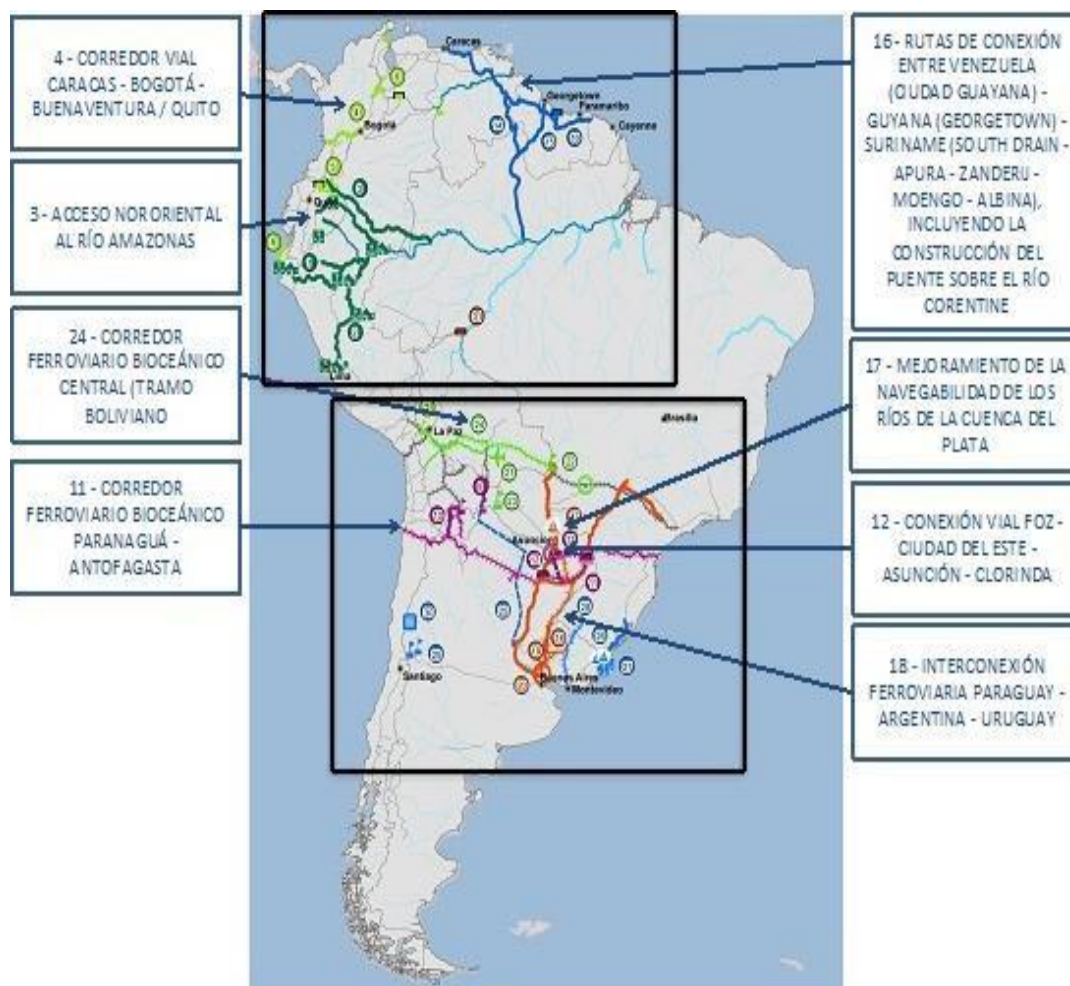 4 - CORREDOR VIAL
CARACAS - BOGOTÁ -
BUENAVENTURA / QUITO
3 - ACCESO NORORIENTAL
AL RÍO AMAZONAS
24 - CORREDOR
FERROVIARIO BIOCEÁNICO
CENTRAL (TRAMO
BOLIVIANO
11 - CORREDOR
FERROVIARIO BIOCEÁNICO
PARANAGUÁ -
ANTOFAGASTA
Caracas
Georgetown
Paramaribo
Cayenne
Bogotá
Brasilia
La Paz
Santiago
Buenos Aires
Montevideo
16 - RUTAS DE CONEXIÓN
ENTRE VENEZUELA
(CIUDAD GUAYANA) -
GUYANA (GEORGETOWN) -
SURINAME (SOUTH DRAIN -
APURA - ZANDERIJ -
MOENGO - ALBINA),
INCLUYENDO LA
CONSTRUCCIÓN DEL
PUENTE SOBRE EL RÍO
CORENTINE
17 - MEJORAMIENTO DE LA
NAVEGABILIDAD DE LOS
RÍOS DE LA CUENCA DEL
PLATA
12 - CONEXIÓN VIAL FOZ -
CIUDAD DEL ESTE -
ASUNCIÓN - CLORINDA
18 - INTERCONEXIÓN
FERROVIARIA PARAGUAY -
ARGENTINA - URUGUAY